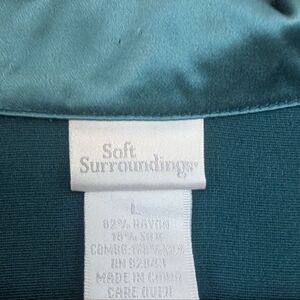 Soft
Surroundings®
L
82% RAYON
18% SILK
MADE IN CHINA
CARE OVER